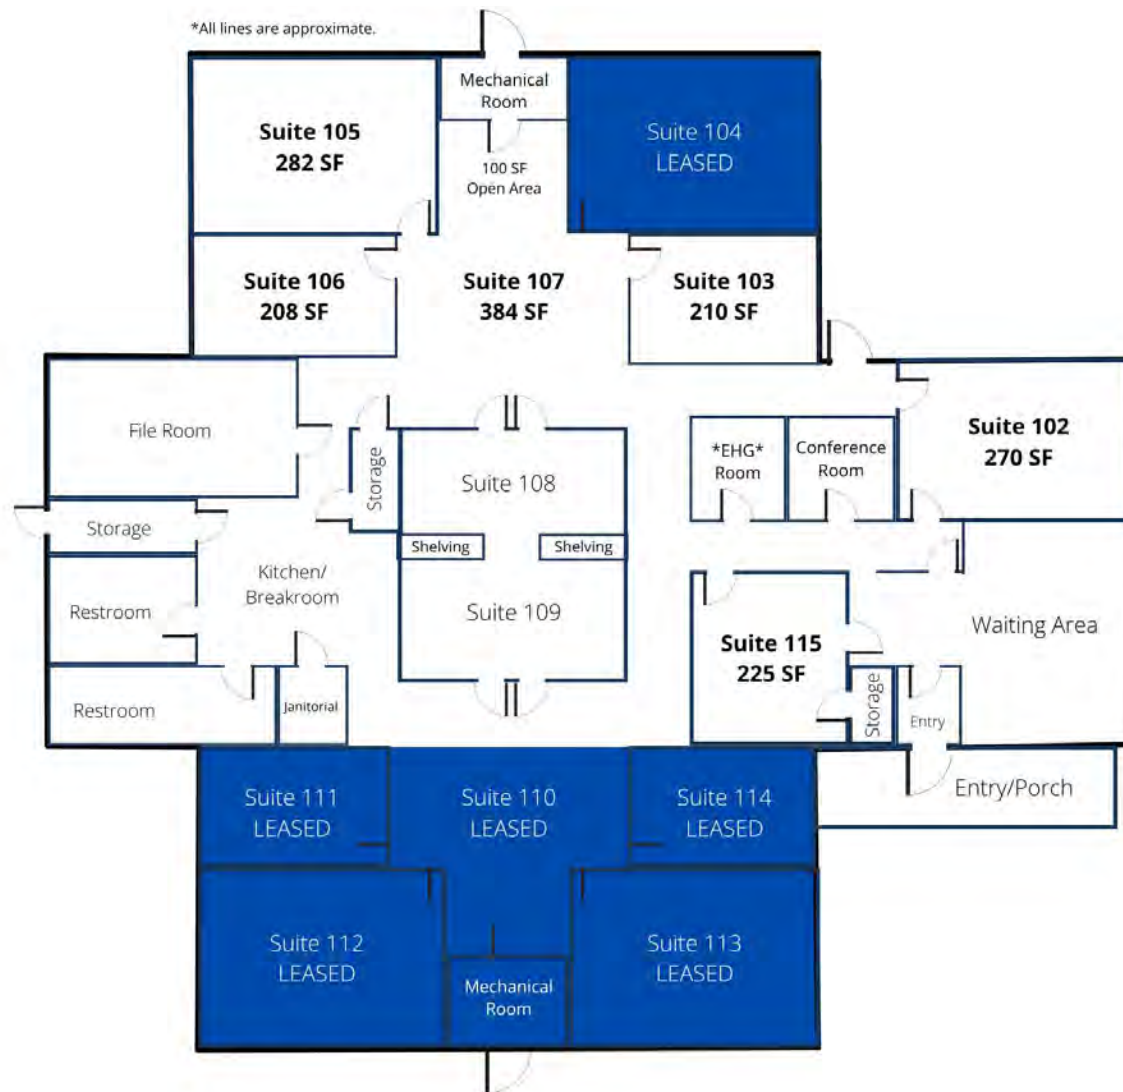 *All lines are approximate.
Mechanical
Room
Suite 105
282 SF
Suite 104
LEASED
100 SF
Open Area
Suite 106
208 SF
Suite 107
384 SF
Suite 103
210 SF
File Room
Storage
Suite 108
*EHG*
Room
Conference
Room
Suite 102
270 SF
Storage
Shelving
Shelving
Kitchen/
Breakroom
Restroom
Suite 109
Suite 115
225 SF
Waiting Area
Restroom
Janitorial
Storage
Entry
Suite 111
LEASED
Suite 110
LEASED
Suite 114
LEASED
Entry/Porch
Suite 112
LEASED
Suite 113
LEASED
Mechanical
Room